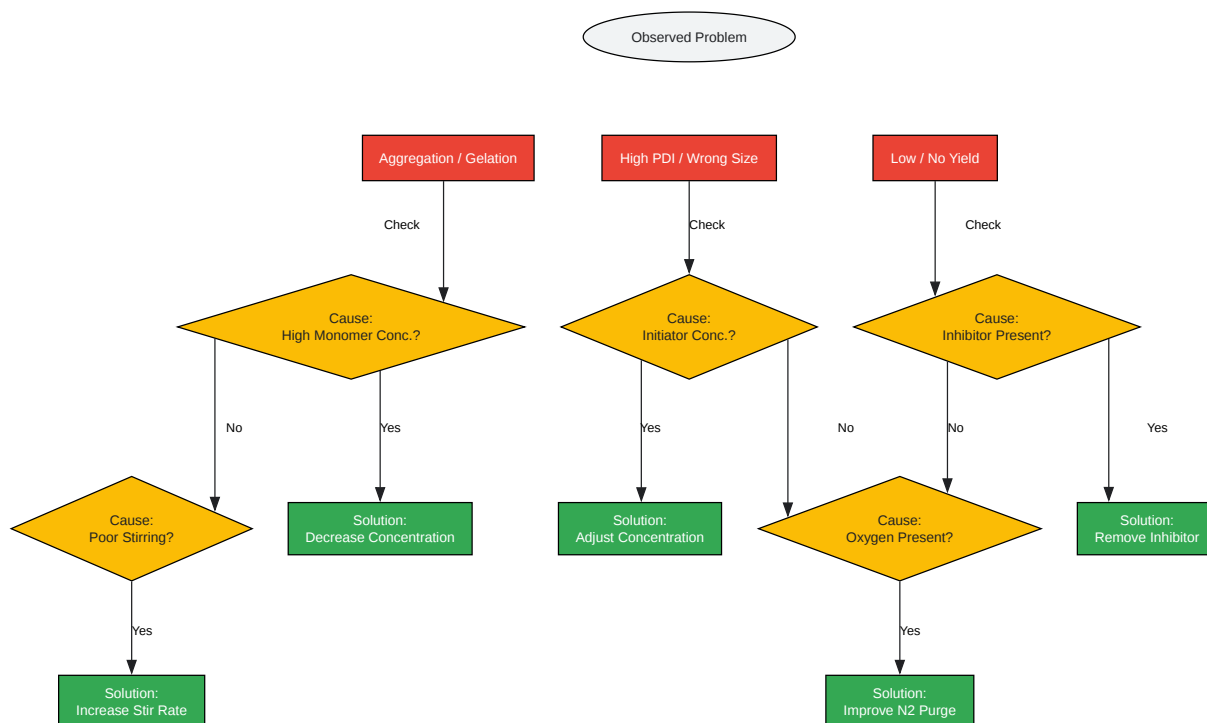 Observed Problem
Aggregation / Gelation
High PDI / Wrong Size
Low / No Yield
Check
Check
Check
Cause:
High Monomer Conc.?
Cause:
Initiator Conc.?
Cause:
Inhibitor Present?
No
Yes
Yes
No
No
Yes
Cause:
Poor Stirring?
Solution:
Decrease Concentration
Solution:
Adjust Concentration
Cause:
Oxygen Present?
Solution:
Remove Inhibitor
Yes
Yes
Solution:
Increase Stir Rate
Solution:
Improve N2 Purge